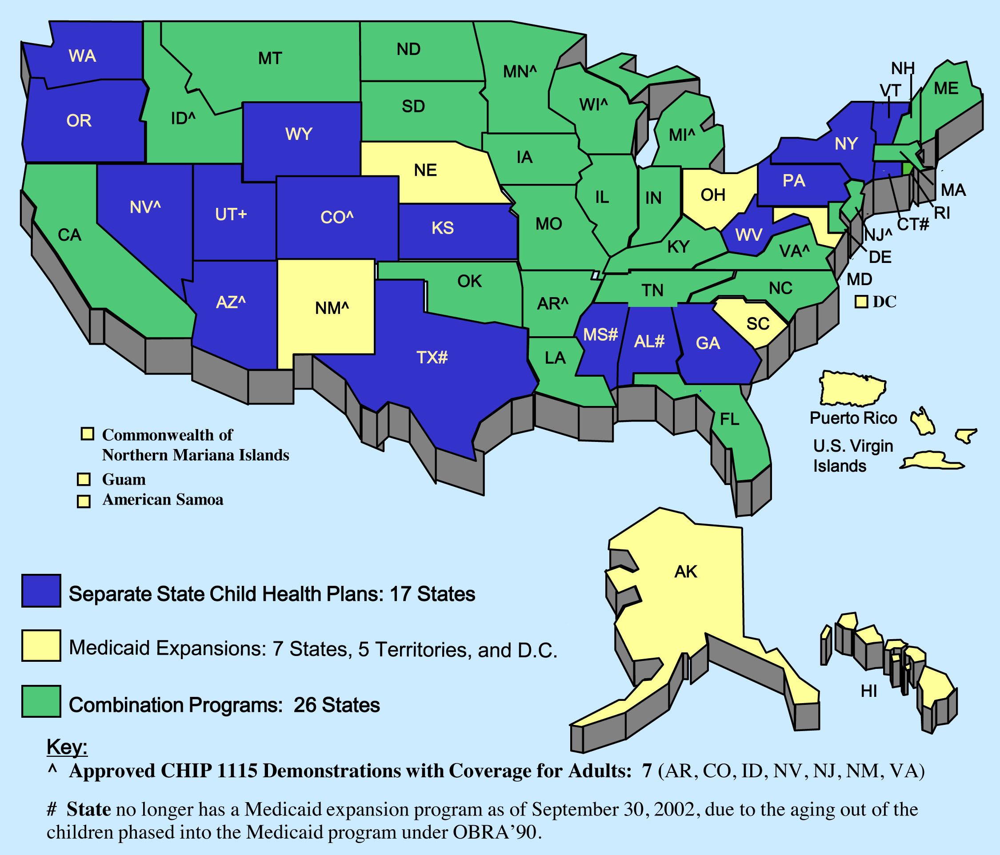 WA
MT
ND
MN^
NH
VT
ME
OR
ID^
WY
SD
WI^
MI^
NY
NE
IA
PA
MA
NV^
UT+
CO^
KS
MO
IL
IN
OH
WV
RI
CT#
NJ^
CA
KY
VA^
DE
MD
AZ^
NM^
OK
AR^
TN
NC
DC
SC
TX#
MS#
AL#
GA
LA
FL
Puerto Rico
U.S. Virgin
Islands
Commonwealth of
Northern Mariana Islands
Guam
American Samoa
AK
HI
Separate State Child Health Plans: 17 States
Medicaid Expansions: 7 States, 5 Territories, and D.C.
Combination Programs: 26 States
Key:
^ Approved CHIP 1115 Demonstrations with Coverage for Adults: 7 (AR, CO, ID, NV, NJ, NM, VA)
# State no longer has a Medicaid expansion program as of September 30, 2002, due to the aging out of the
children phased into the Medicaid program under OBRA’90.